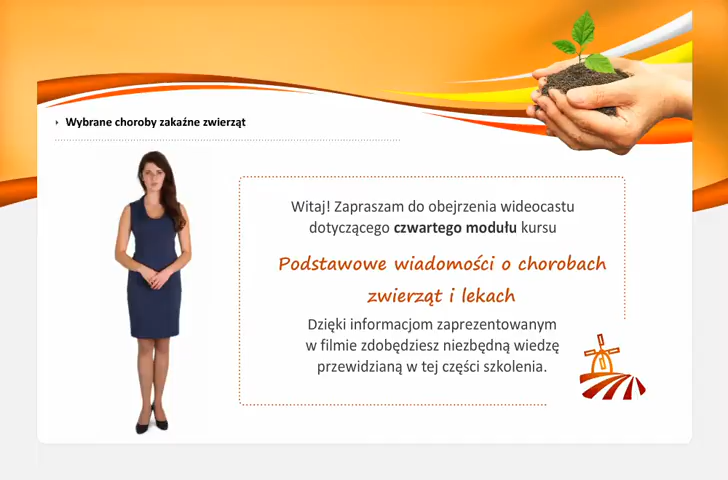 Wybrane choroby zakaźne zwierząt
Witaj! Zapraszam do obejrzenia wideocastu
dotyczącego czwartego modułu kursu
Podstawowe wiadomości o chorobach
zwierząt i lekach
Dzięki informacjom zaprezentowanym
w filmie zdobędziesz niezbędną wiedzę
przewidzianą w tej części szkolenia.